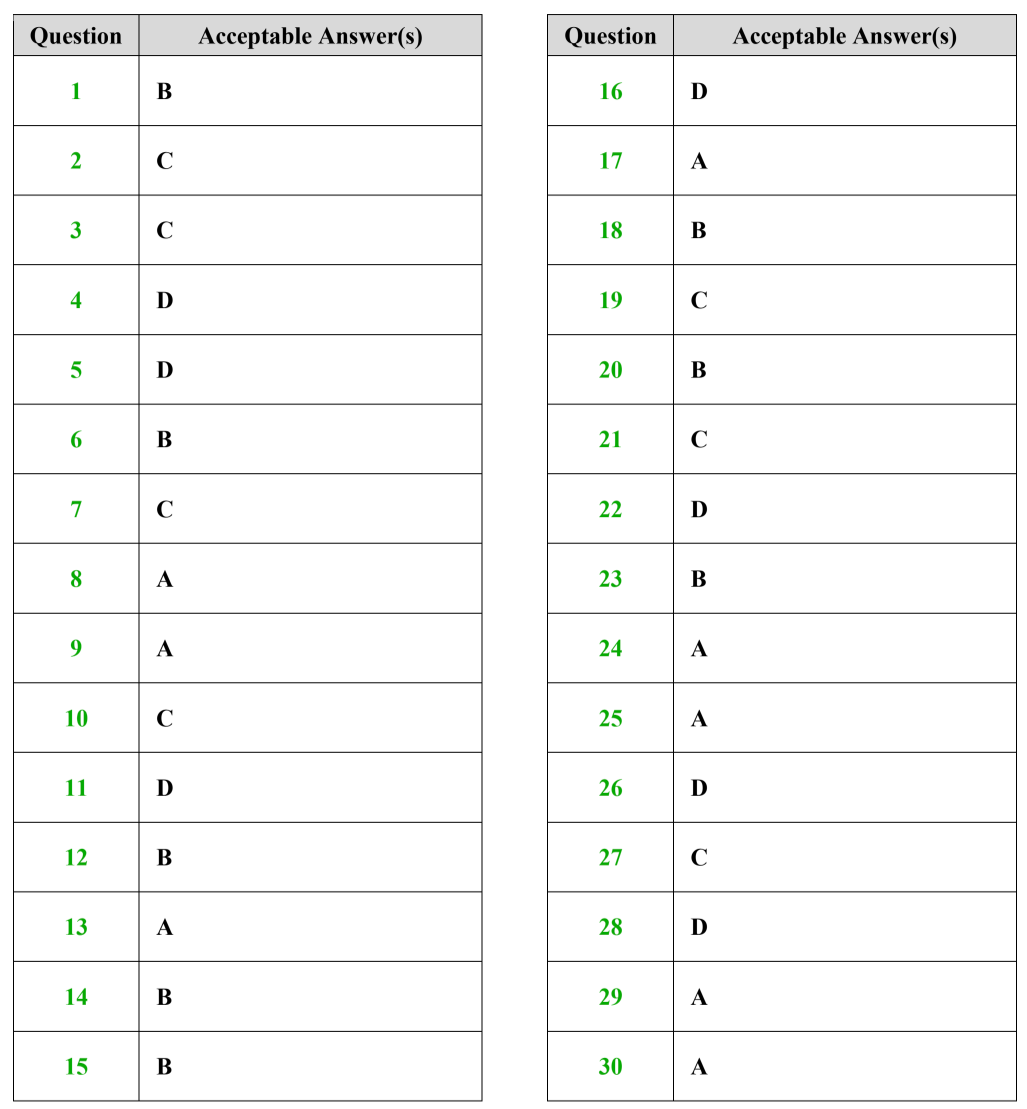 Question Acceptable Answer(s)
1 B
2 C
3 C
4 D
5 D
6 B
7 C
8 A
9 A
10 C
11 D
12 B
13 A
14 B
15 B
Question Acceptable Answer(s)
16 D
17 A
18 B
19 C
20 B
21 C
22 D
23 B
24 A
25 A
26 D
27 C
28 D
29 A
30 A